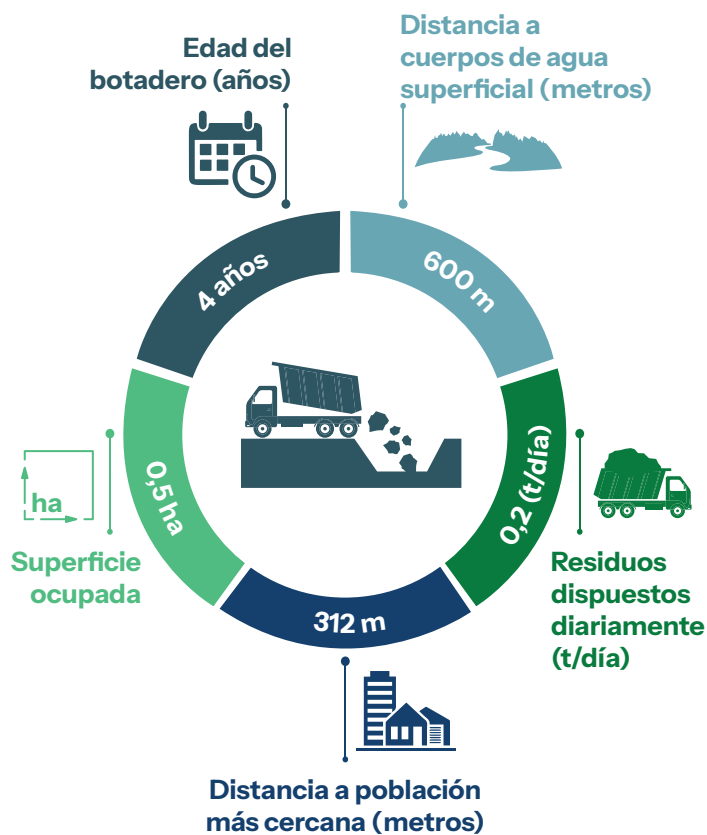 Edad del
botadero (años)
Distancia a
cuerpos de agua
superficial (metros)
4 años
600 m
0,5 ha
0,2 (t/día)
312 m
ha
Superficie
ocupada
Residuos
dispuestos
diariamente
(t/día)
Distancia a población
más cercana (metros)